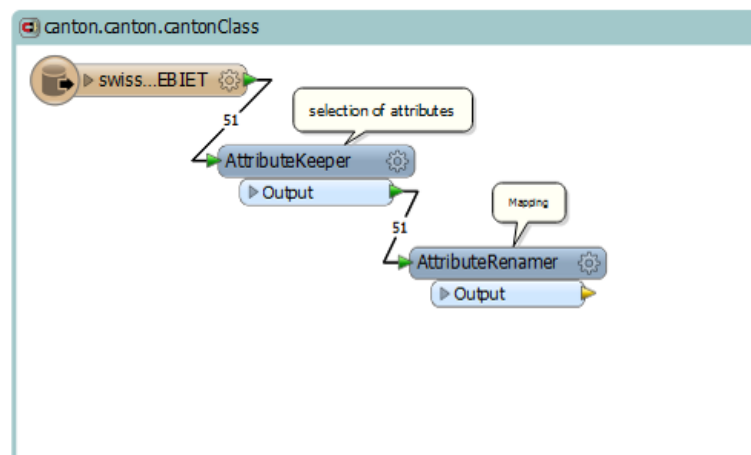 canton.canton.cantonClass
swiss...EBIET
51
selection of attributes
AttributeKeeper
Output
51
Mapping
AttributeRenamer
Output